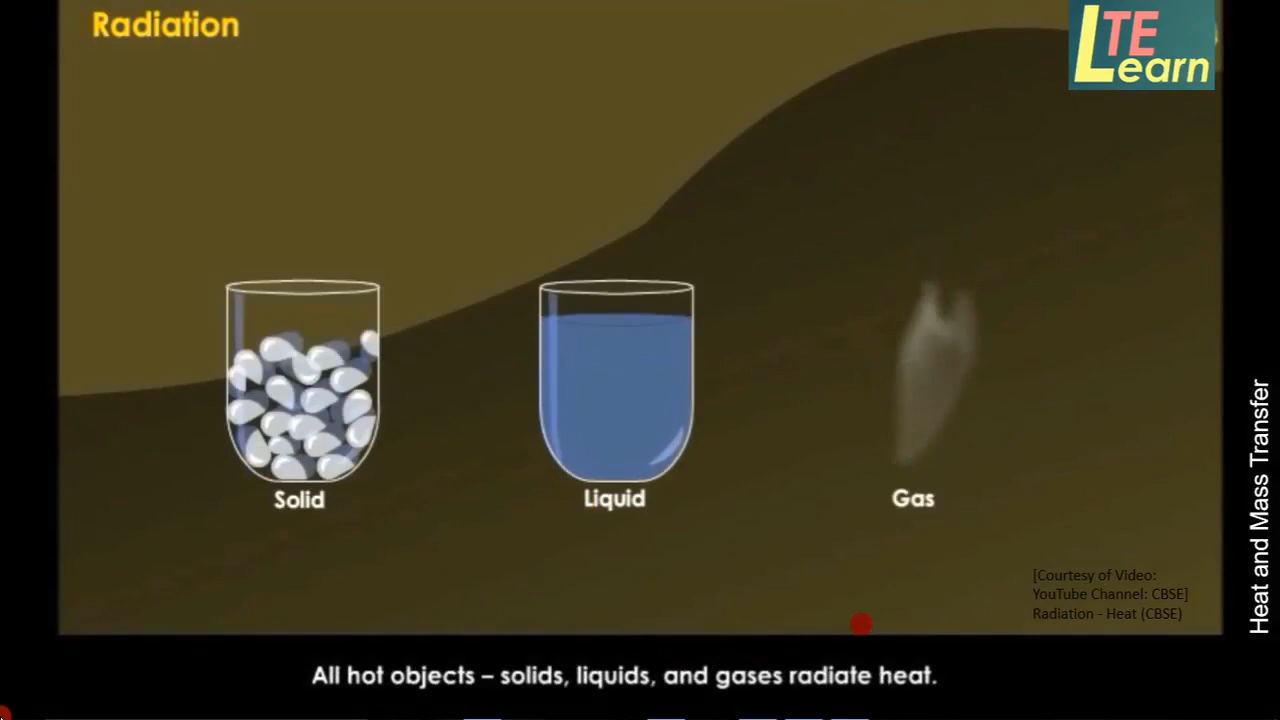 Radiation
LTE
Learn
Solid
Liquid
Gas
[Courtesy of Video:
YouTube Channel: CBSE]
Radiation - Heat (CBSE)
All hot objects – solids, liquids, and gases radiate heat.
Heat and Mass Transfer